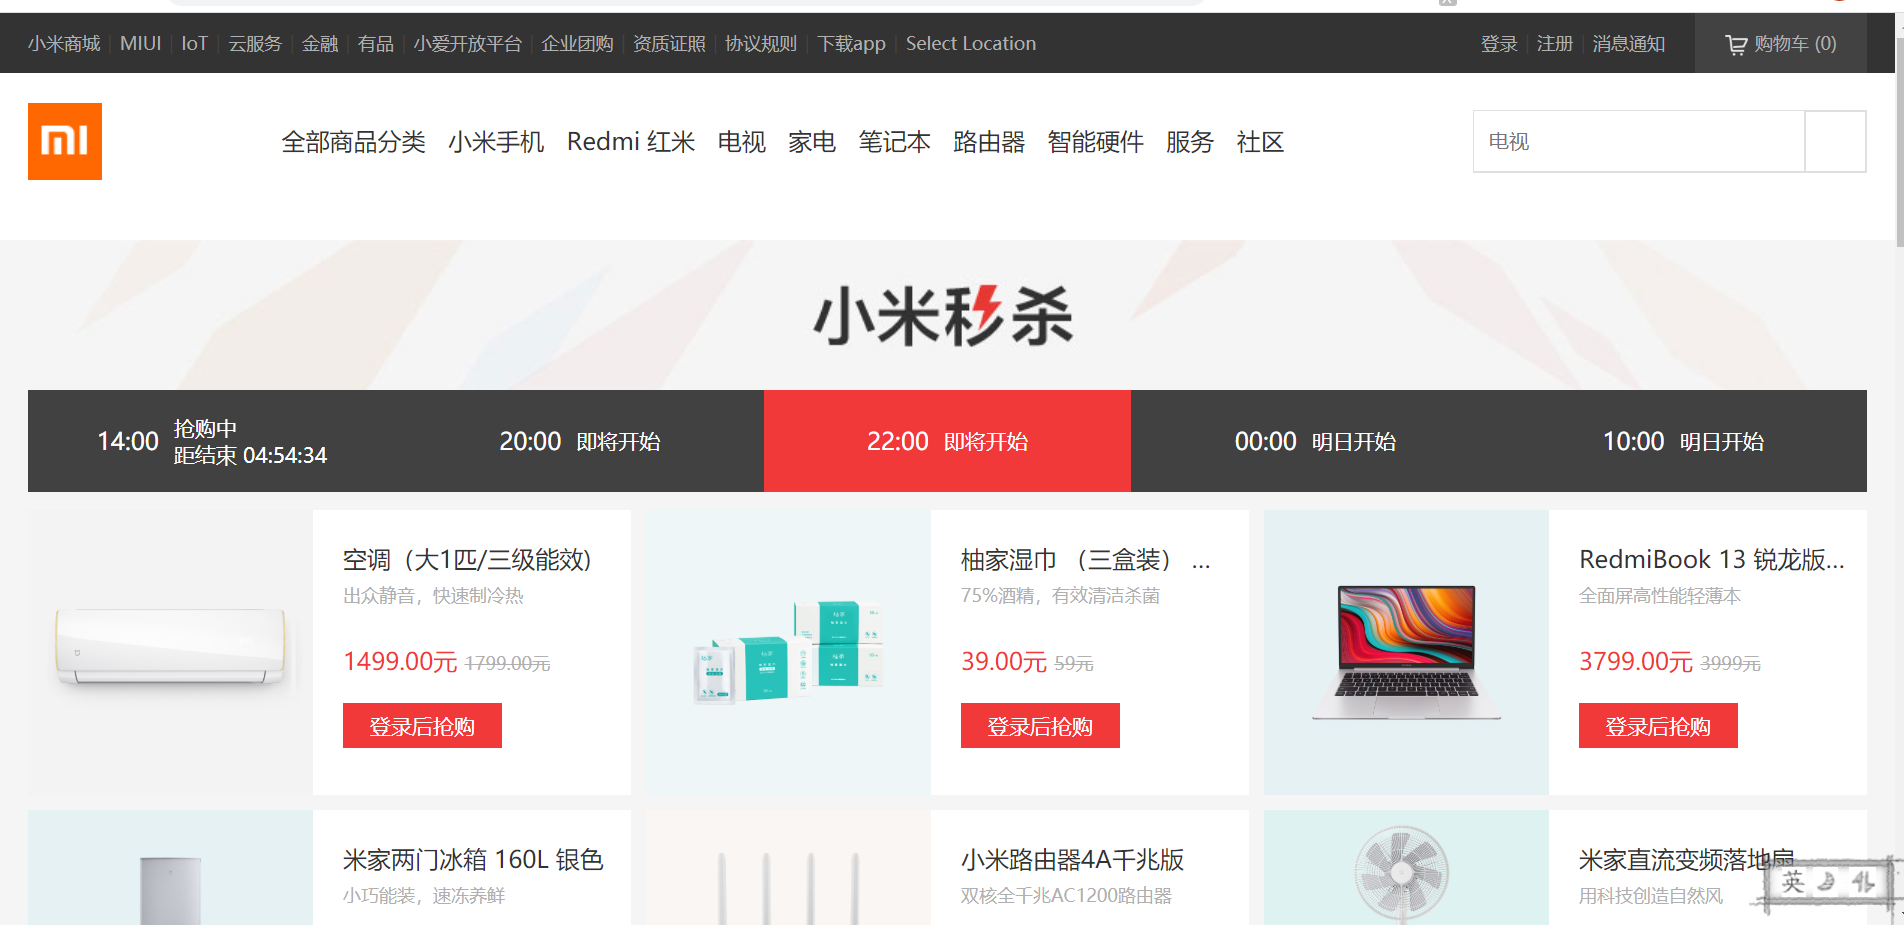 小米商城 MIUI IoT 云服务 金融 有品 小爱开放平台 企业团购 资质证照 协议规则 下载app Select Location 登录 注册 消息通知 购物车 (0)
mi 全部商品分类 小米手机 Redmi 红米 电视 家电 笔记本 路由器 智能硬件 服务 社区 电视
小米秒杀
14:00 抢购中
距结束 04:54:34
20:00 即将开始
22:00 即将开始
00:00 明日开始
10:00 明日开始
空调（大1匹/三级能效)
出众静音，快速制冷热
1499.00元 1799.00元
登录后抢购
柚家湿巾 （三盒装） ...
75%酒精，有效清洁杀菌
39.00元 59元
登录后抢购
RedmiBook 13 锐龙版...
全面屏高性能轻薄本
3799.00元 3999元
登录后抢购
米家两门冰箱 160L 银色
小巧能装，速冻养鲜
小米路由器4A千兆版
双核全千兆AC1200路由器
米家直流变频落地扇
用科技创造自然风
英